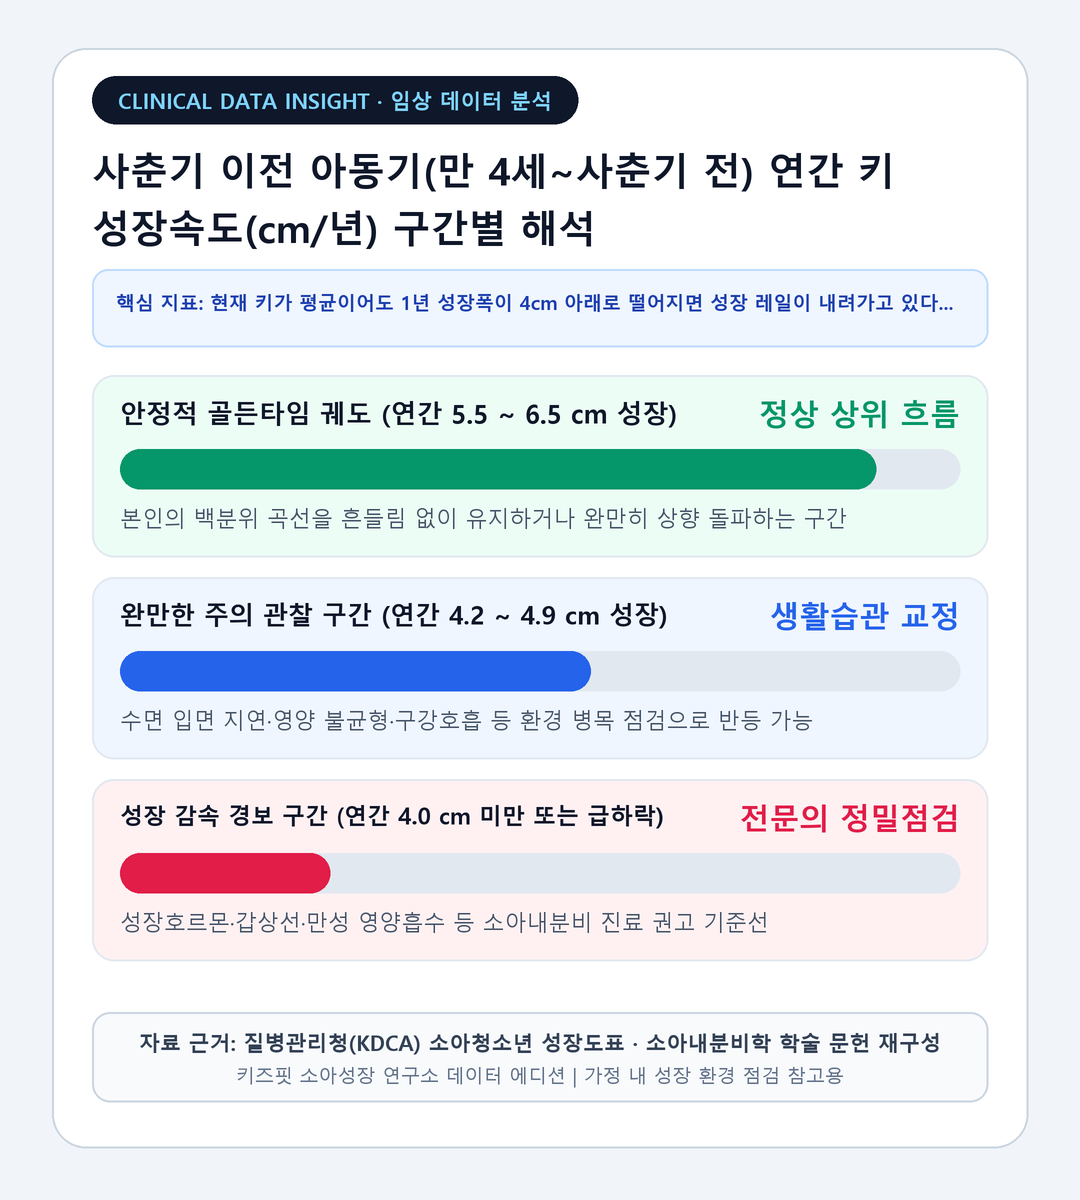 CLINICAL DATA INSIGHT · 임상 데이터 분석
사춘기 이전 아동기(만 4세~사춘기 전) 연간 키
성장속도(cm/년) 구간별 해석
핵심 지표: 현재 키가 평균이어도 1년 성장폭이 4cm 아래로 떨어지면 성장 레일이 내려가고 있다...
안정적 골든타임 궤도 (연간 5.5 ~ 6.5 cm 성장)
정상 상위 흐름
본인의 백분위 곡선을 흔들림 없이 유지하거나 완만히 상향 돌파하는 구간
완만한 주의 관찰 구간 (연간 4.2 ~ 4.9 cm 성장)
생활습관 교정
수면 입면 지연·영양 불균형·구강호흡 등 환경 병목 점검으로 반등 가능
성장 감속 경보 구간 (연간 4.0 cm 미만 또는 급하락)
전문의 정밀점검
성장호르몬·갑상선·만성 영양흡수 등 소아내분비 진료 권고 기준선
자료 근거: 질병관리청(KDCA) 소아청소년 성장도표 · 소아내분비학 학술 문헌 재구성
키즈핏 소아성장 연구소 데이터 에디션 | 가정 내 성장 환경 점검 참고용